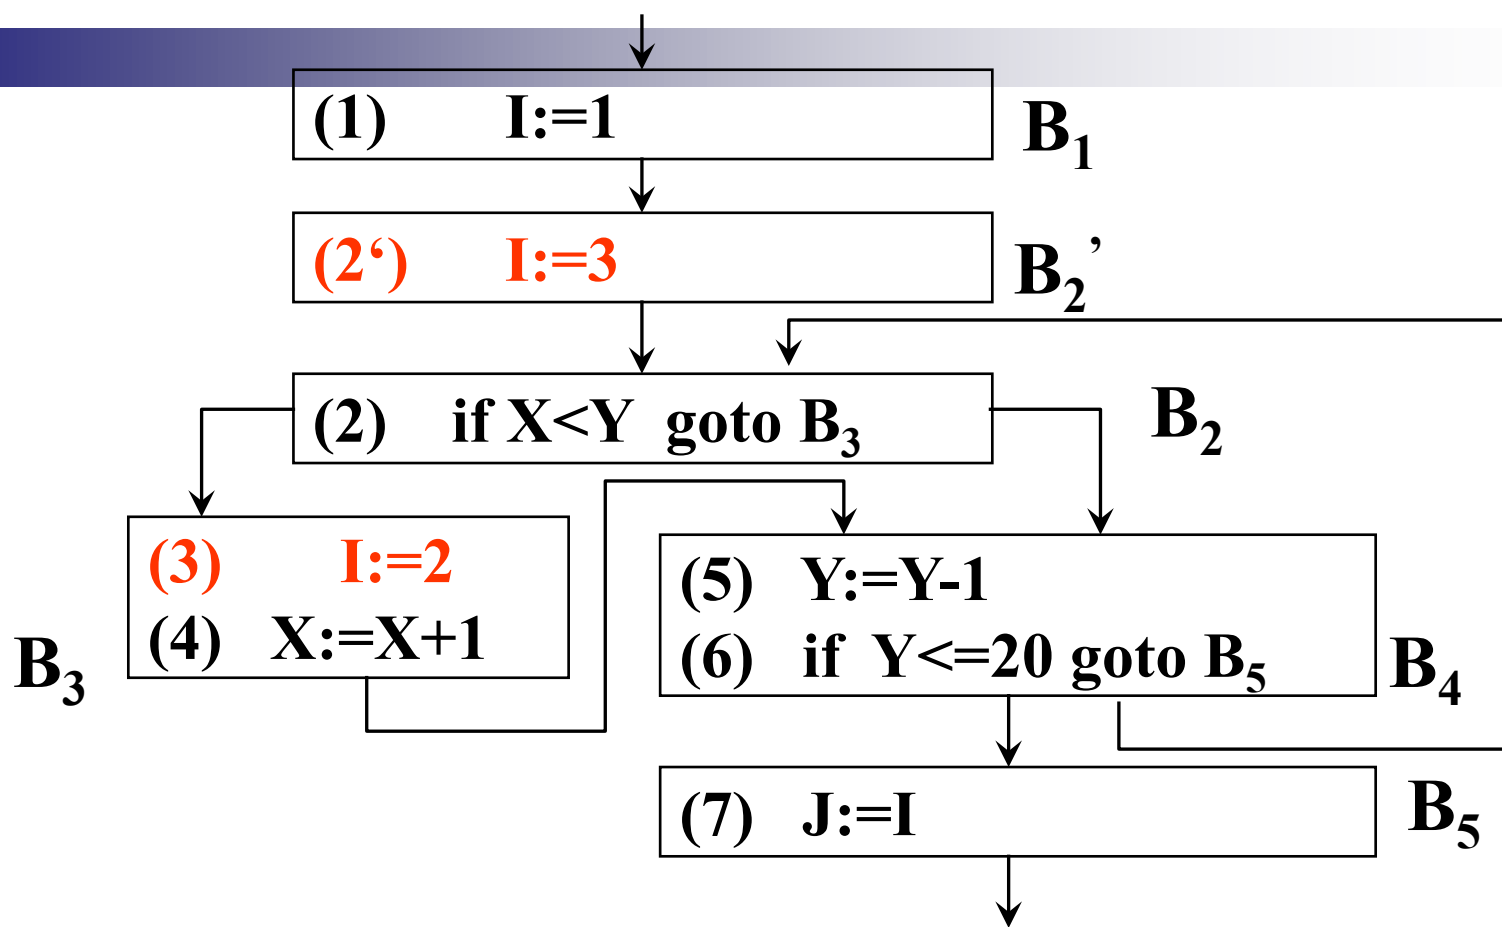 (1) I:=1
B₁
(2‘) I:=3
B₂’
(2) if X<Y goto B₃
B₂
(3) I:=2
(4) X:=X+1
B₃
(5) Y:=Y-1
(6) if Y<=20 goto B₅
B₄
(7) J:=I
B₅